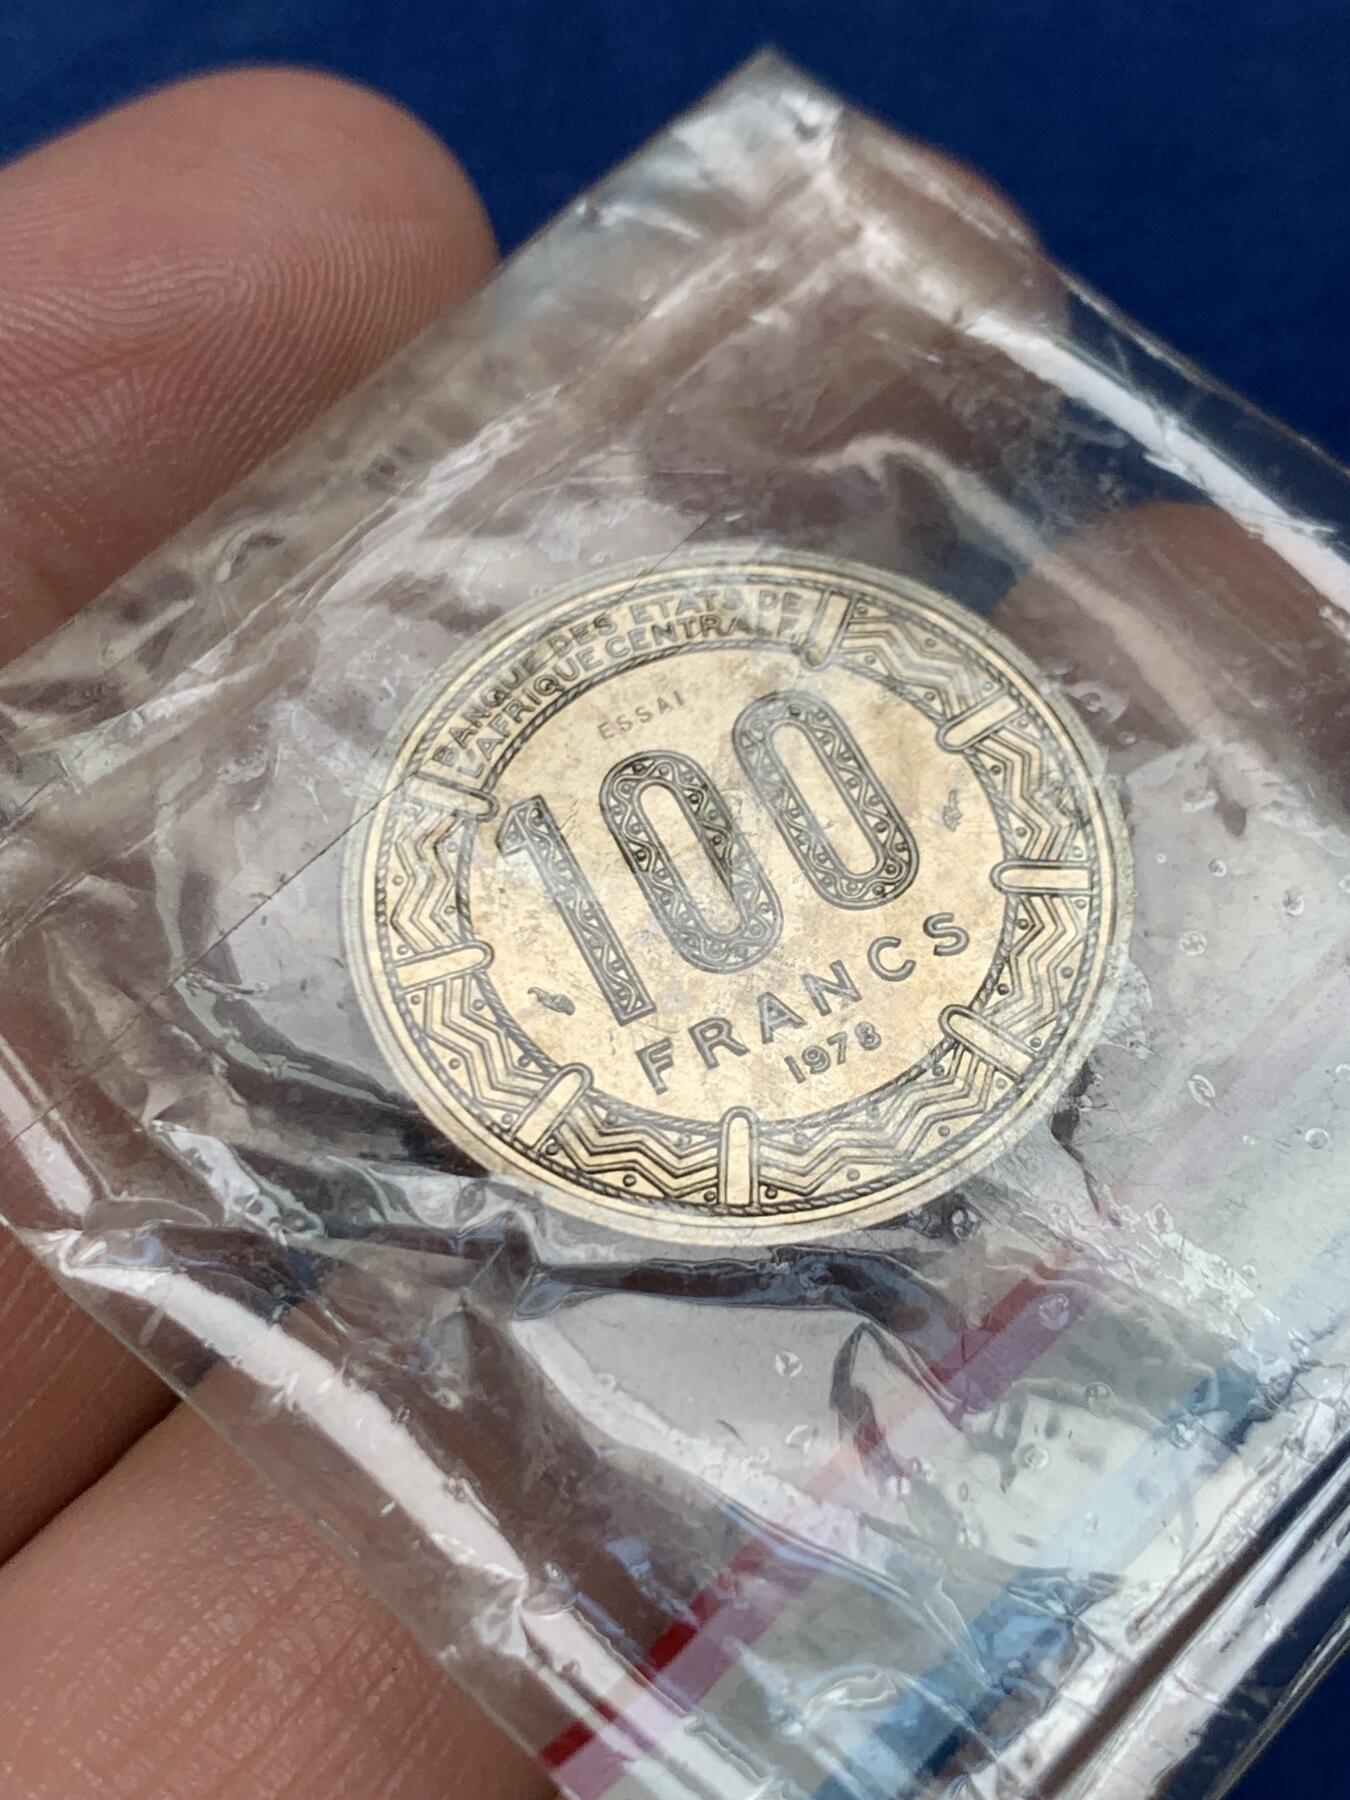 BANQUE DES ETATS DE
L'AFRIQUE CENTRALE
ESSAI
100
FRANCS
1978